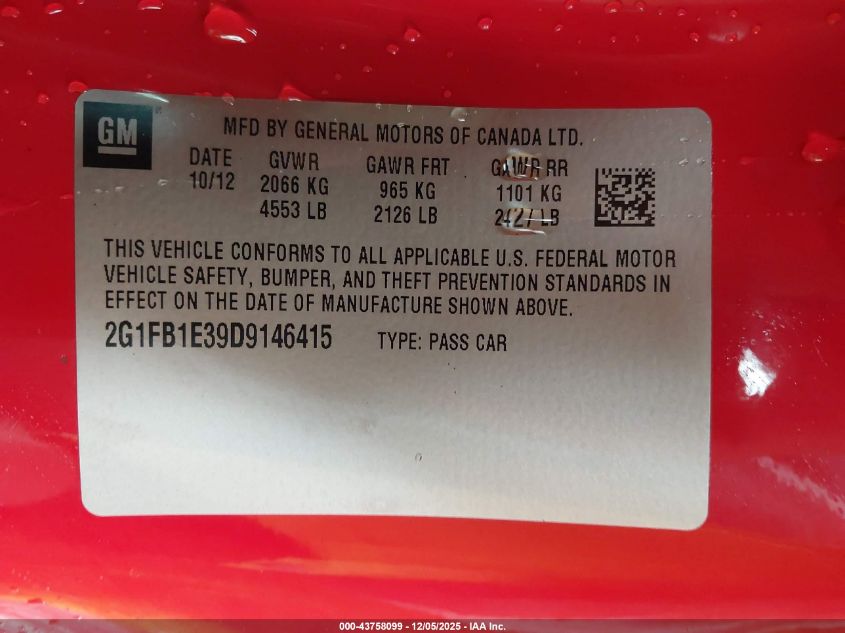 GM
MFD BY GENERAL MOTORS OF CANADA LTD.
DATE GVWR GAWR FRT GAWR RR
10/12 2066 KG 965 KG 1101 KG
4553 LB 2126 LB 2427 LB
THIS VEHICLE CONFORMS TO ALL APPLICABLE U.S. FEDERAL MOTOR
VEHICLE SAFETY, BUMPER, AND THEFT PREVENTION STANDARDS IN
EFFECT ON THE DATE OF MANUFACTURE SHOWN ABOVE.
2G1FB1E39D9146415 TYPE: PASS CAR
000-43758099 - 12/05/2025 - IAA Inc.